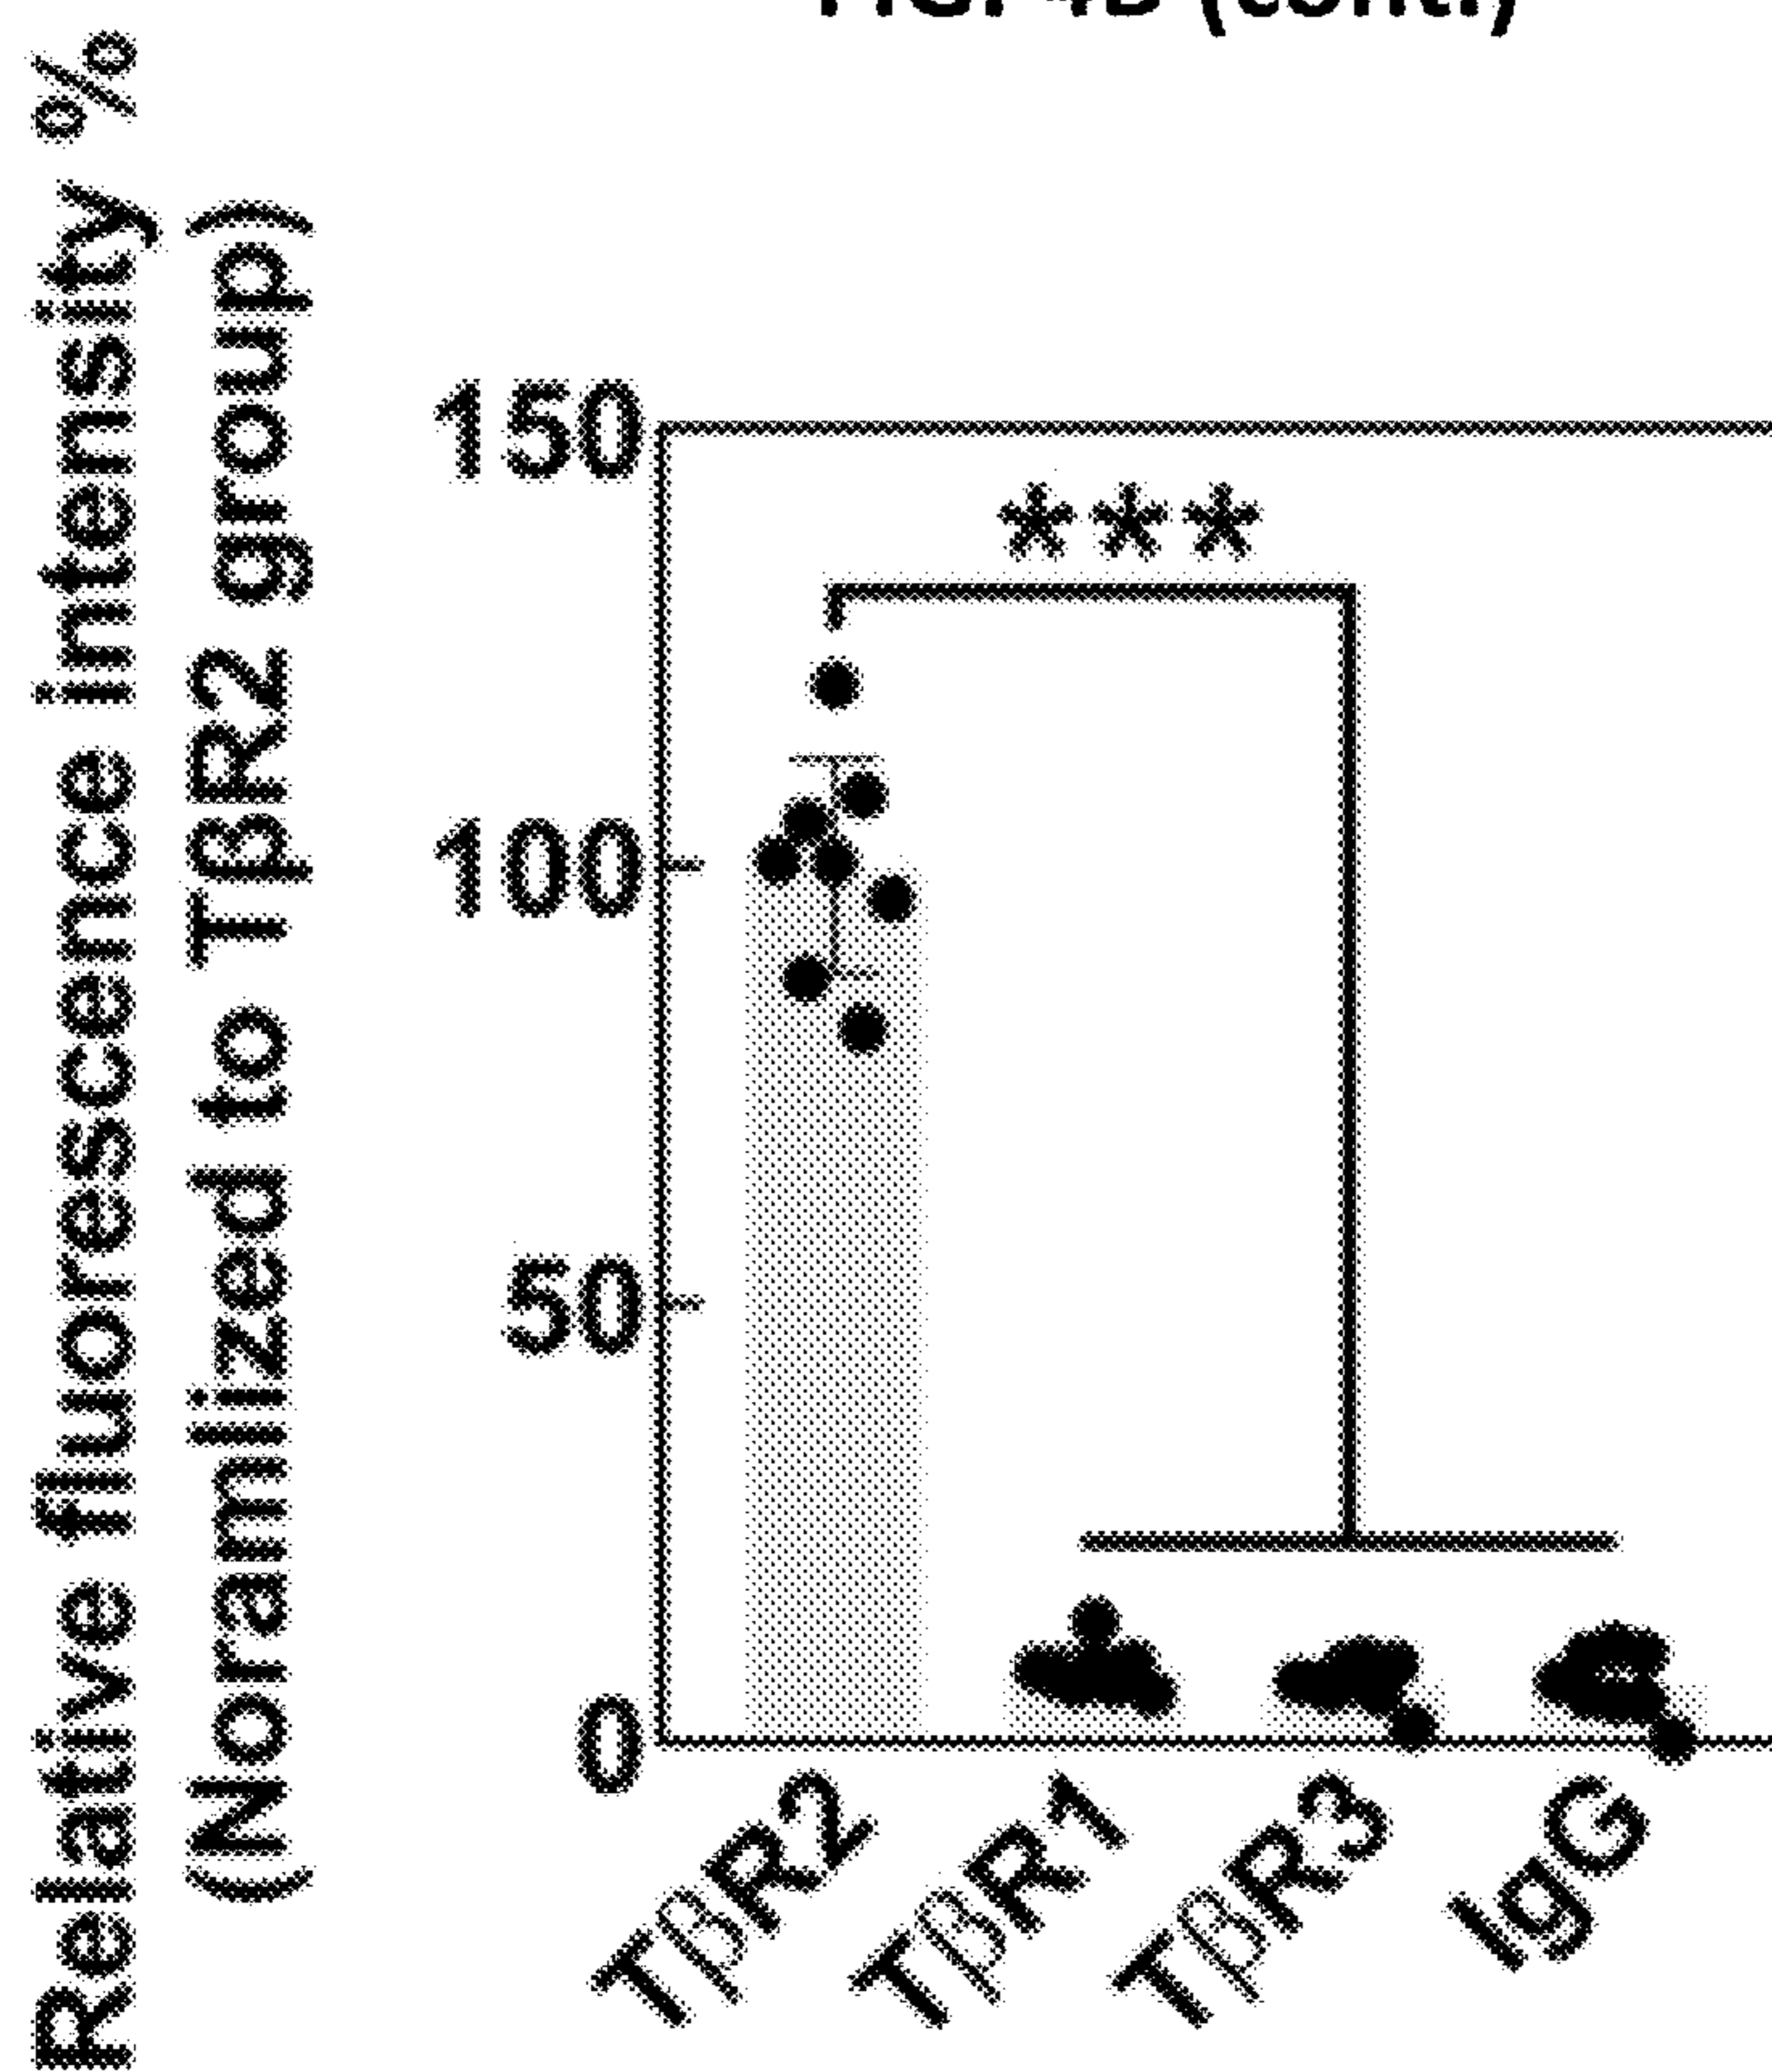 Relative fluorescence intensity %
(Noramlized to TβR2 group)
150
***
100
50
0
TβR2
TβR1
TβR3
IgG